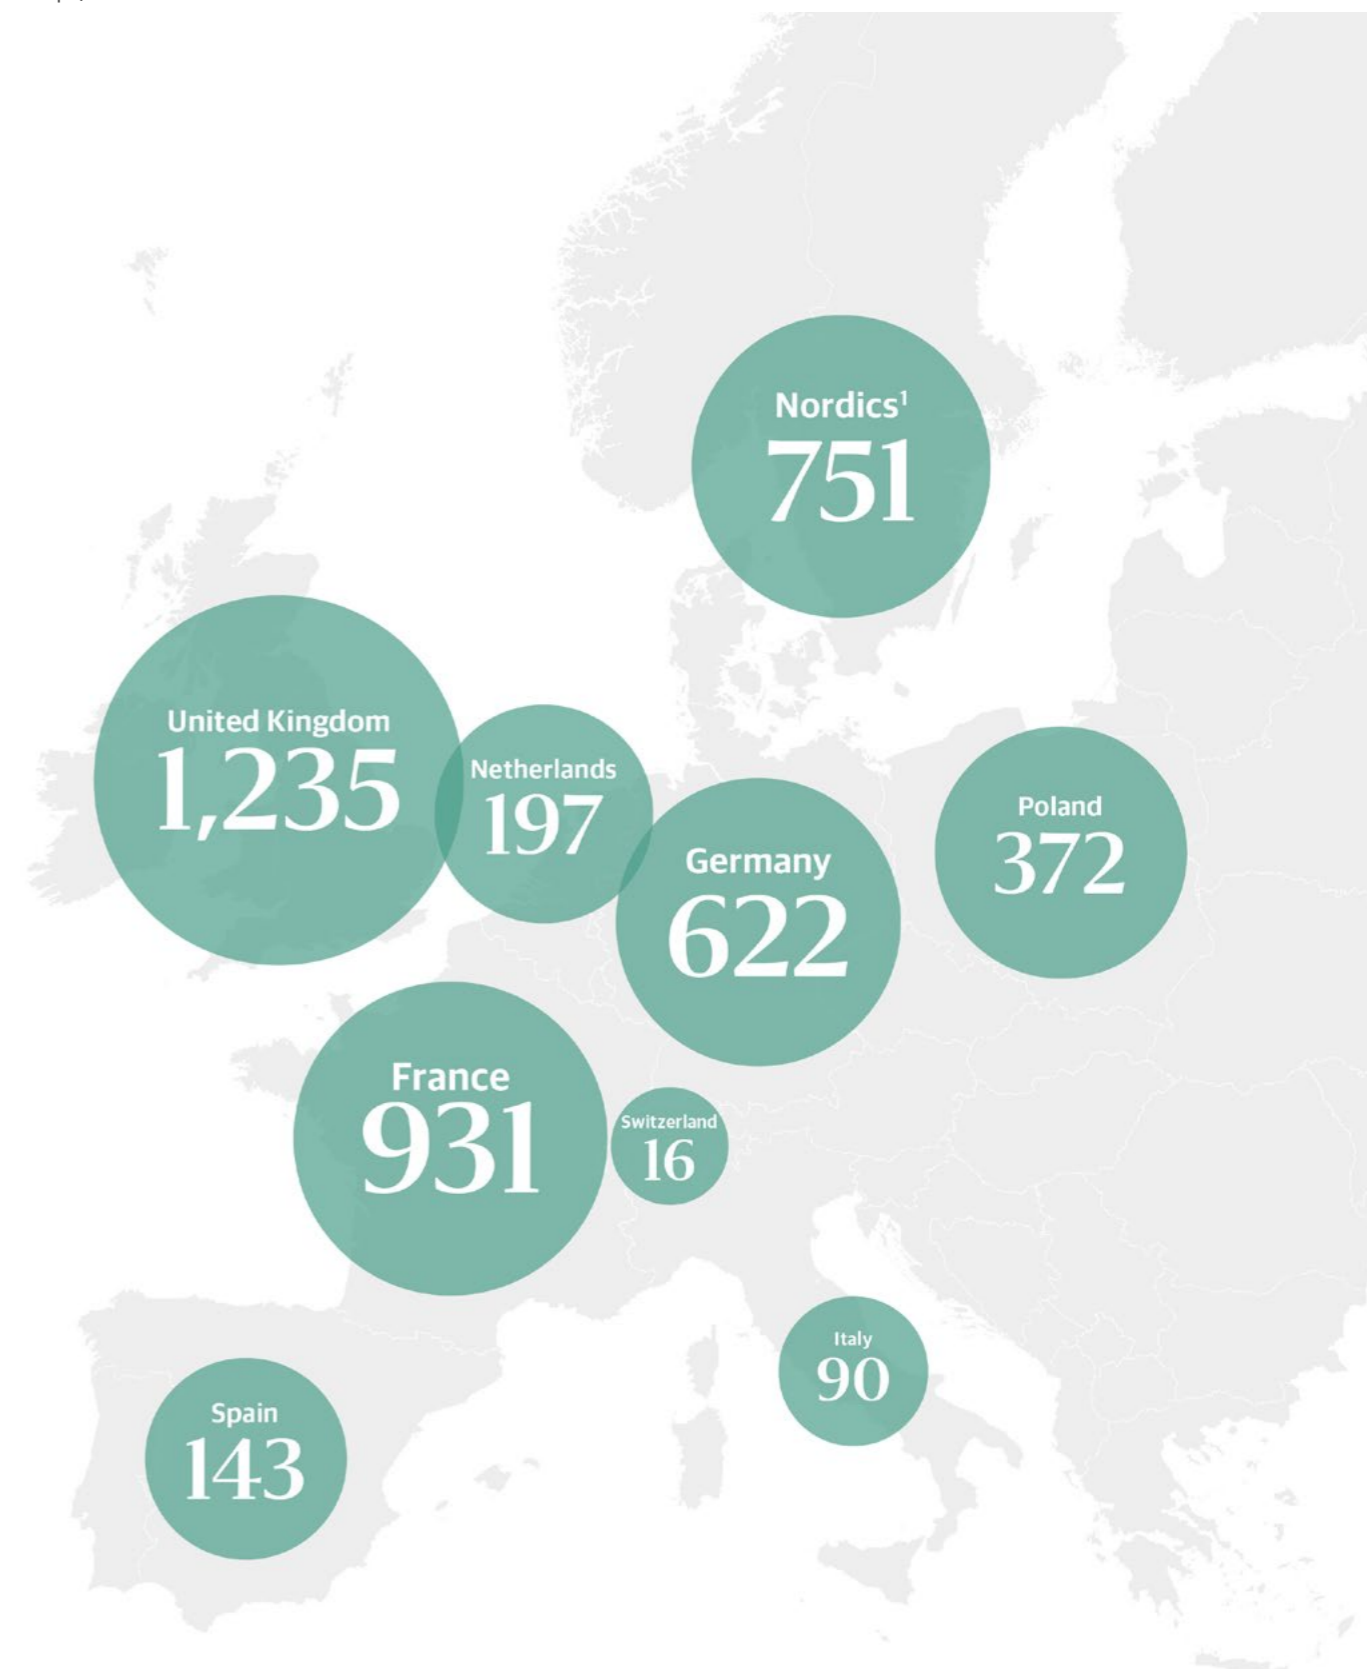 Nordics¹
751
United Kingdom
1,235
Netherlands
197
Germany
622
Poland
372
France
931
Switzerland
16
Italy
90
Spain
143